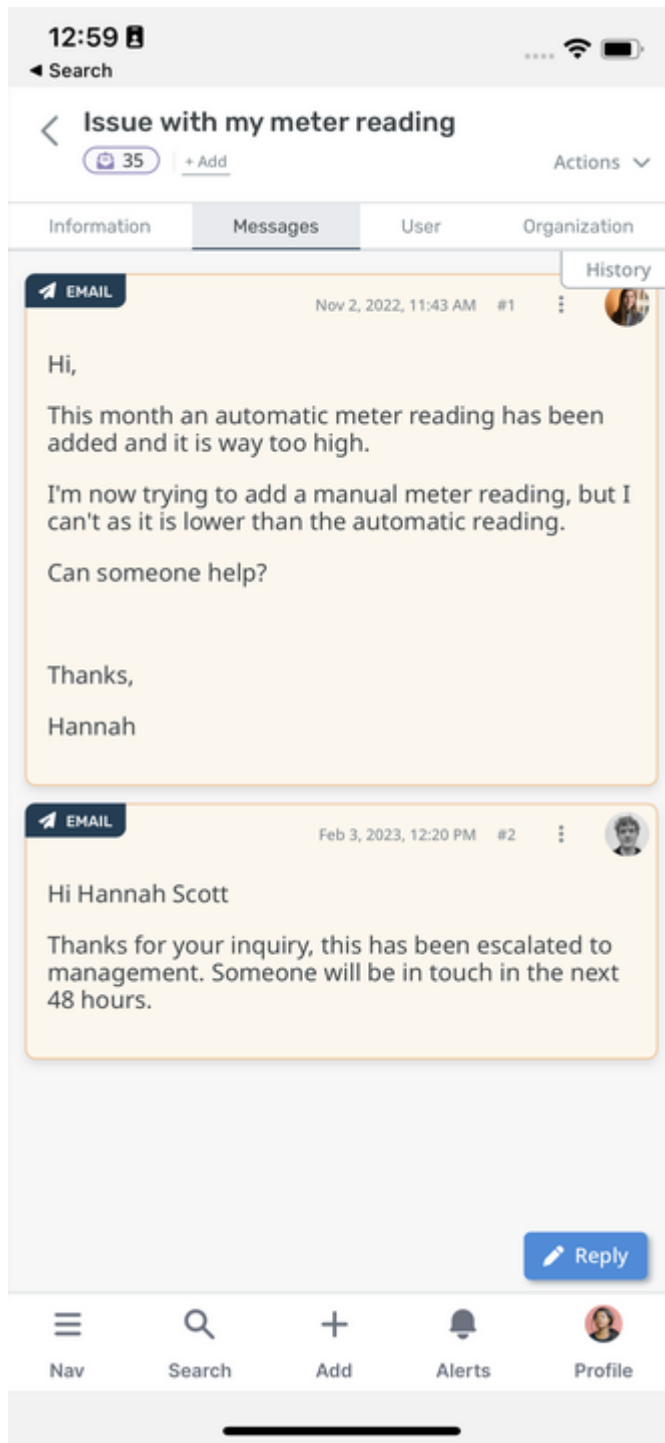 12:59
◀ Search
Issue with my meter reading
35 + Add
Actions
Information Messages User Organization
History
EMAIL
Nov 2, 2022, 11:43 AM #1
Hi,
This month an automatic meter reading has been
added and it is way too high.
I'm now trying to add a manual meter reading, but I
can't as it is lower than the automatic reading.
Can someone help?
Thanks,
Hannah
EMAIL
Feb 3, 2023, 12:20 PM #2
Hi Hannah Scott
Thanks for your inquiry, this has been escalated to
management. Someone will be in touch in the next
48 hours.
Reply
Nav Search Add Alerts Profile